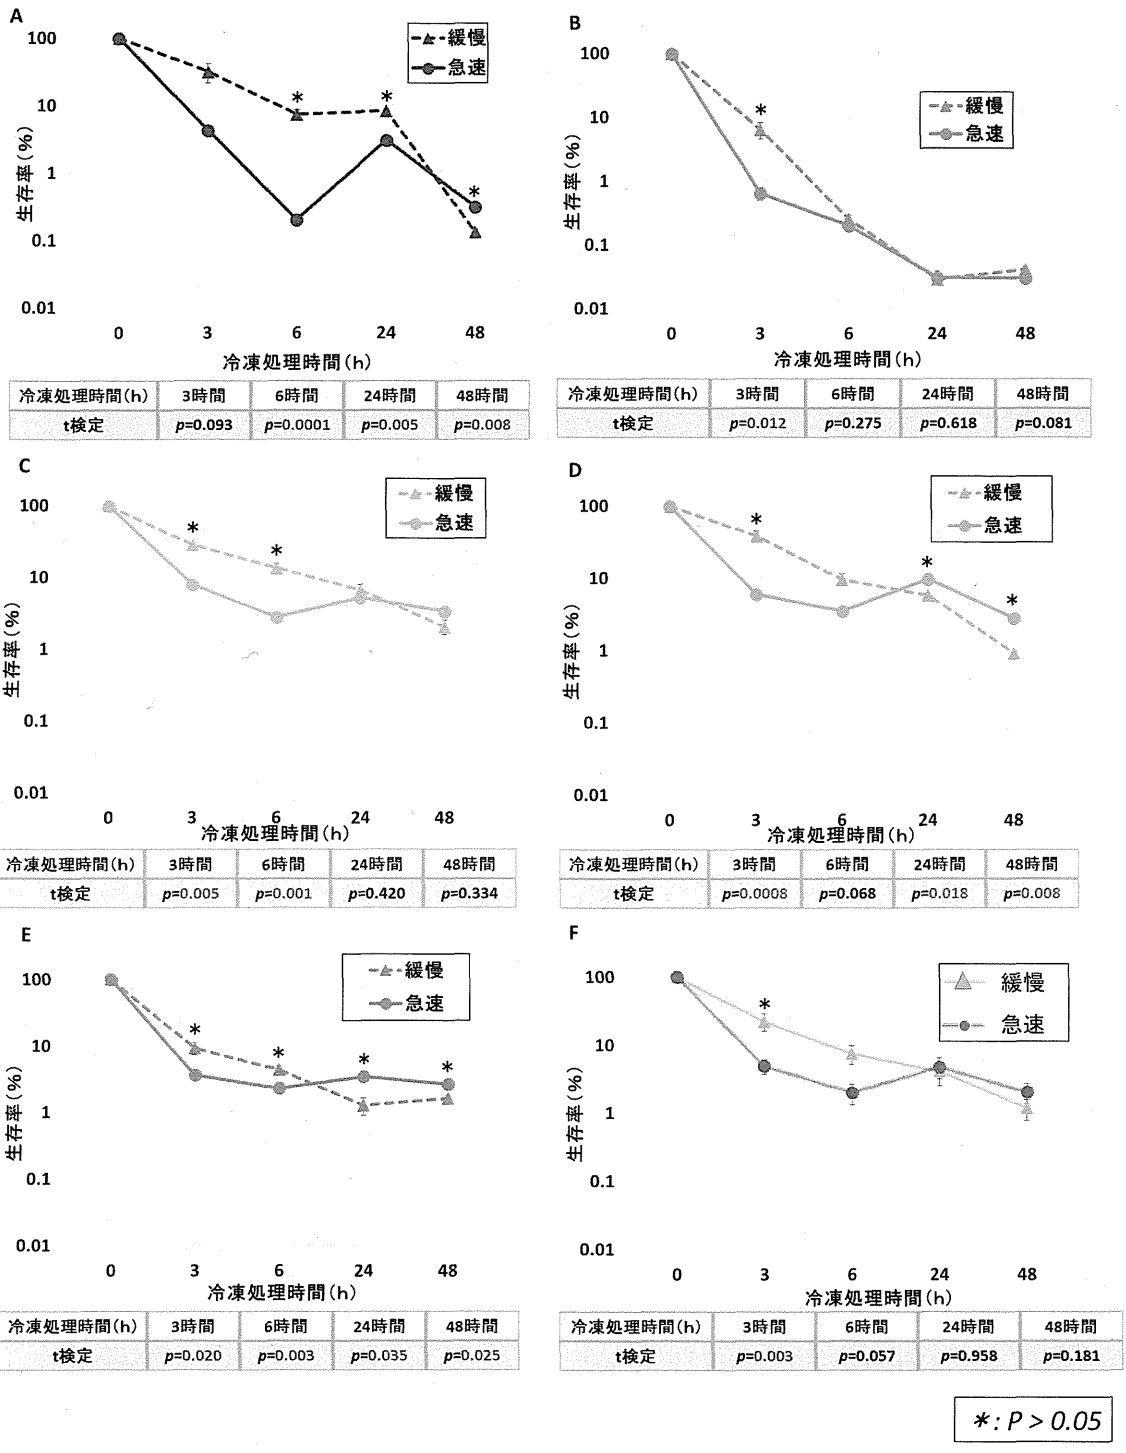 A
緩慢
急速
100
10
1
0.1
0.01
生存率(%)
* * *
0 3 6 24 48
冷凍処理時間(h)
冷凍処理時間(h) 3時間 6時間 24時間 48時間
t検定 p=0.093 p=0.0001 p=0.005 p=0.008
B
緩慢
急速
100
10
1
0.1
0.01
生存率(%)
*
0 3 6 24 48
冷凍処理時間(h)
冷凍処理時間(h) 3時間 6時間 24時間 48時間
t検定 p=0.012 p=0.275 p=0.618 p=0.081
C
緩慢
急速
100
10
1
0.1
0.01
生存率(%)
* *
0 3 6 24 48
冷凍処理時間(h)
冷凍処理時間(h) 3時間 6時間 24時間 48時間
t検定 p=0.005 p=0.001 p=0.420 p=0.334
D
緩慢
急速
100
10
1
0.1
0.01
生存率(%)
* * *
0 3 6 24 48
冷凍処理時間(h)
冷凍処理時間(h) 3時間 6時間 24時間 48時間
t検定 p=0.0008 p=0.068 p=0.018 p=0.008
E
緩慢
急速
100
10
1
0.1
0.01
生存率(%)
* * * *
0 3 6 24 48
冷凍処理時間(h)
冷凍処理時間(h) 3時間 6時間 24時間 48時間
t検定 p=0.020 p=0.003 p=0.035 p=0.025
F
緩慢
急速
100
10
1
0.1
0.01
生存率(%)
*
0 3 6 24 48
冷凍処理時間(h)
冷凍処理時間(h) 3時間 6時間 24時間 48時間
t検定 p=0.003 p=0.057 p=0.958 p=0.181
*: P > 0.05